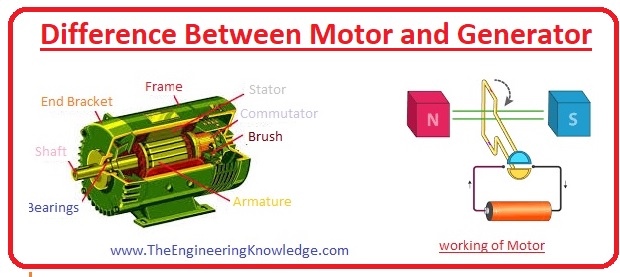 Difference Between Motor and Generator
Frame
Stator
End Bracket
Commutator
Brush
Shaft
Armature
Bearings
www.TheEngineeringKnowledge.com
N
S
working of Motor